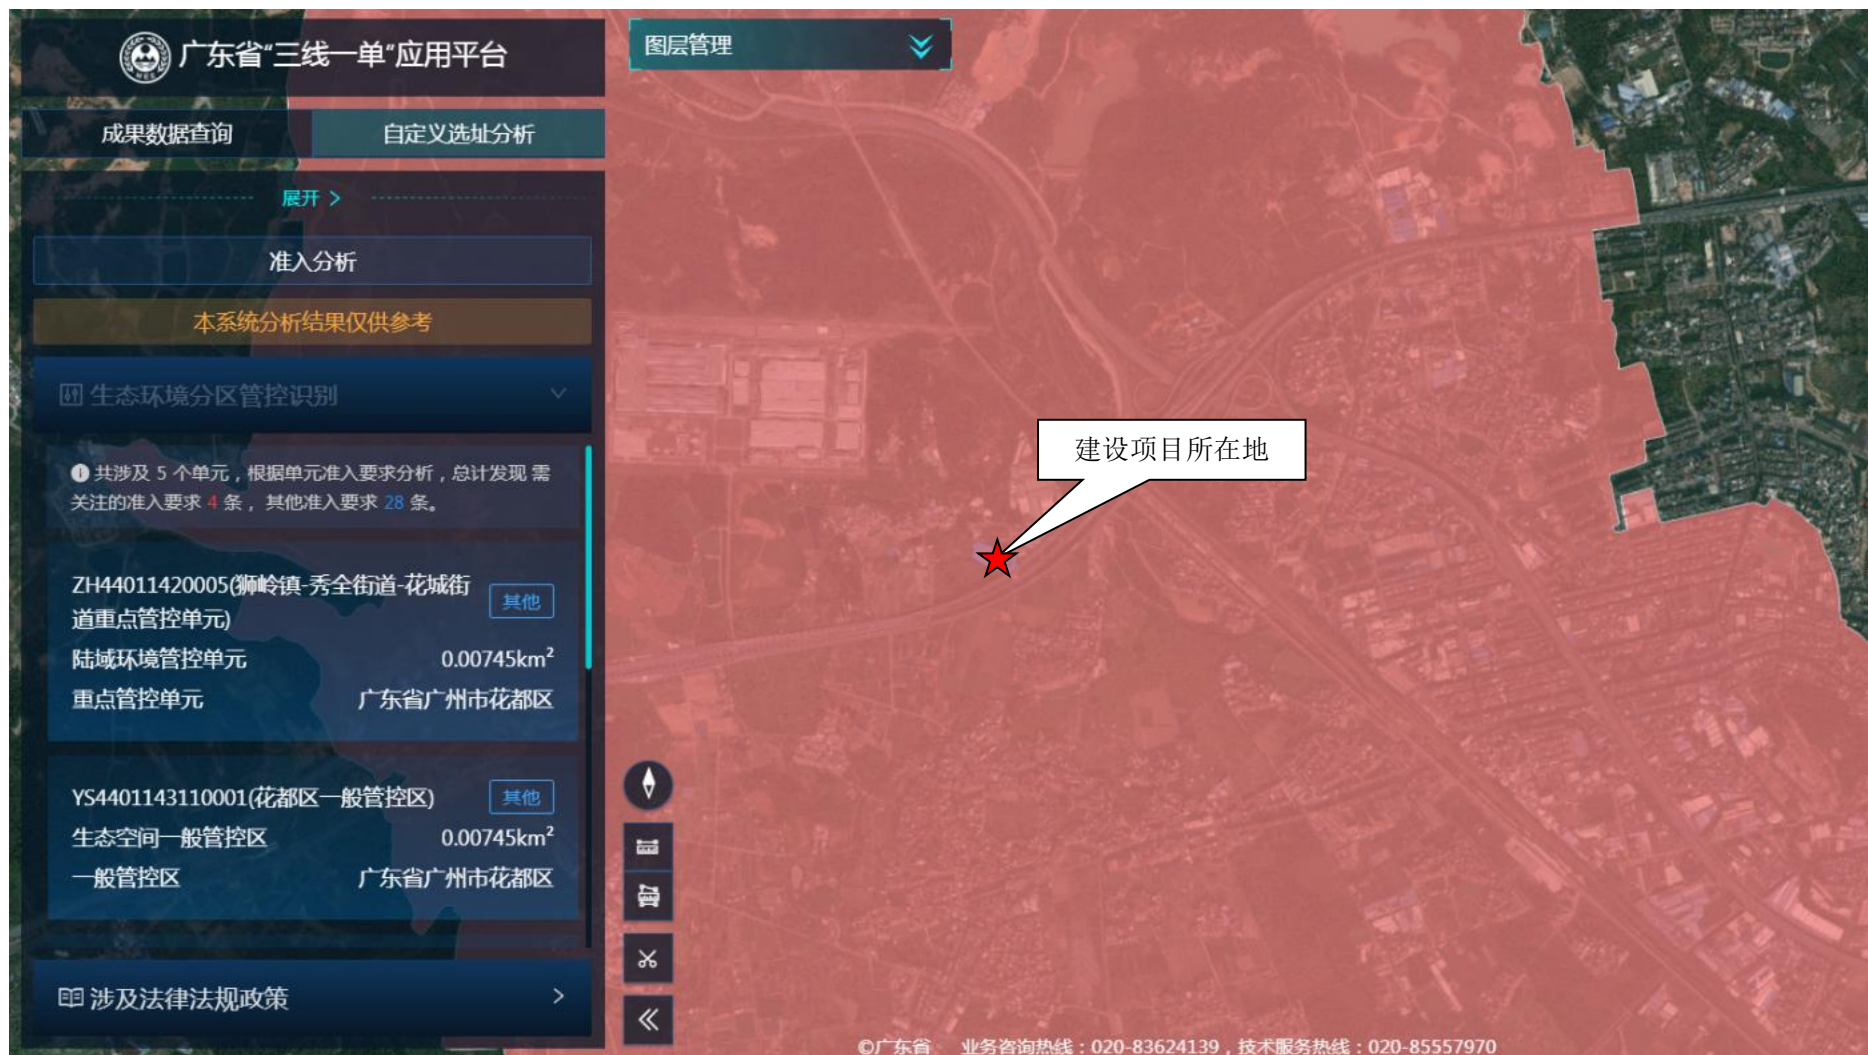 广东省“三线一单”应用平台
图层管理
成果数据查询
自定义选址分析
展开 >
准入分析
本系统分析结果仅供参考
生态环境分区管控识别
共涉及 5 个单元，根据单元准入要求分析，总计发现 需
关注的准入要求 4 条， 其他准入要求 28 条。
ZH44011420005(狮岭镇-秀全街道-花城街
道重点管控单元)
其他
陆域环境管控单元 0.00745km²
重点管控单元 广东省广州市花都区
YS4401143110001(花都区一般管控区) 其他
生态空间一般管控区 0.00745km²
一般管控区 广东省广州市花都区
涉及法律法规政策 >
建设项目所在地
©广东省 业务咨询热线：020-83624139，技术服务热线：020-85557970